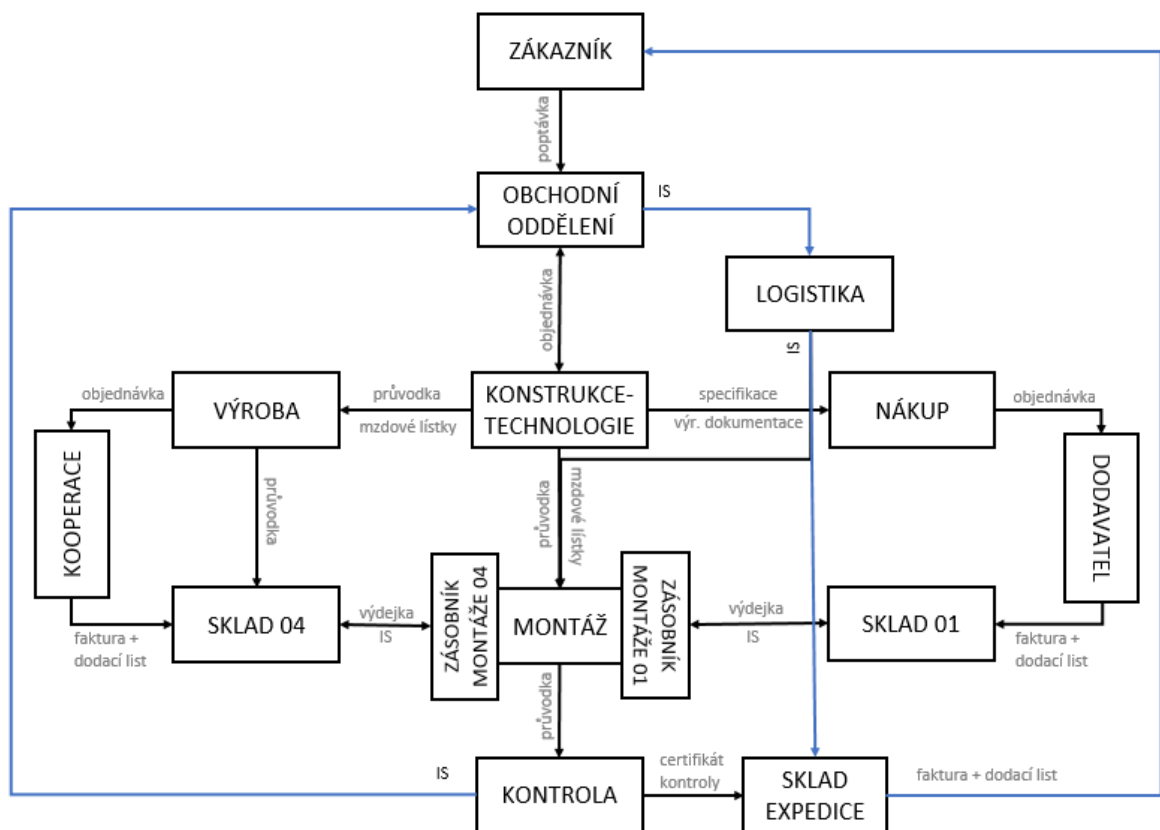 ZÁKAZNÍK
poptávka
OBCHODNÍ
ODDĚLENÍ
IS
LOGISTIKA
IS
objednávka
objednávka
VÝROBA
průvodka
mzdové lístky
KONSTRUKCE-
TECHNOLOGIE
specifikace
výr. dokumentace
NÁKUP
objednávka
KOOPERACE
průvodka
průvodka
mzdové lístky
DODAVATEL
faktura +
dodací list
SKLAD 04
výdejka
IS
ZÁSOBNÍK
MONTÁŽE 04
MONTÁŽ
ZÁSOBNÍK
MONTÁŽE 01
výdejka
IS
SKLAD 01
faktura +
dodací list
průvodka
IS
KONTROLA
certifikát
kontroly
SKLAD
EXPEDICE
faktura + dodací list